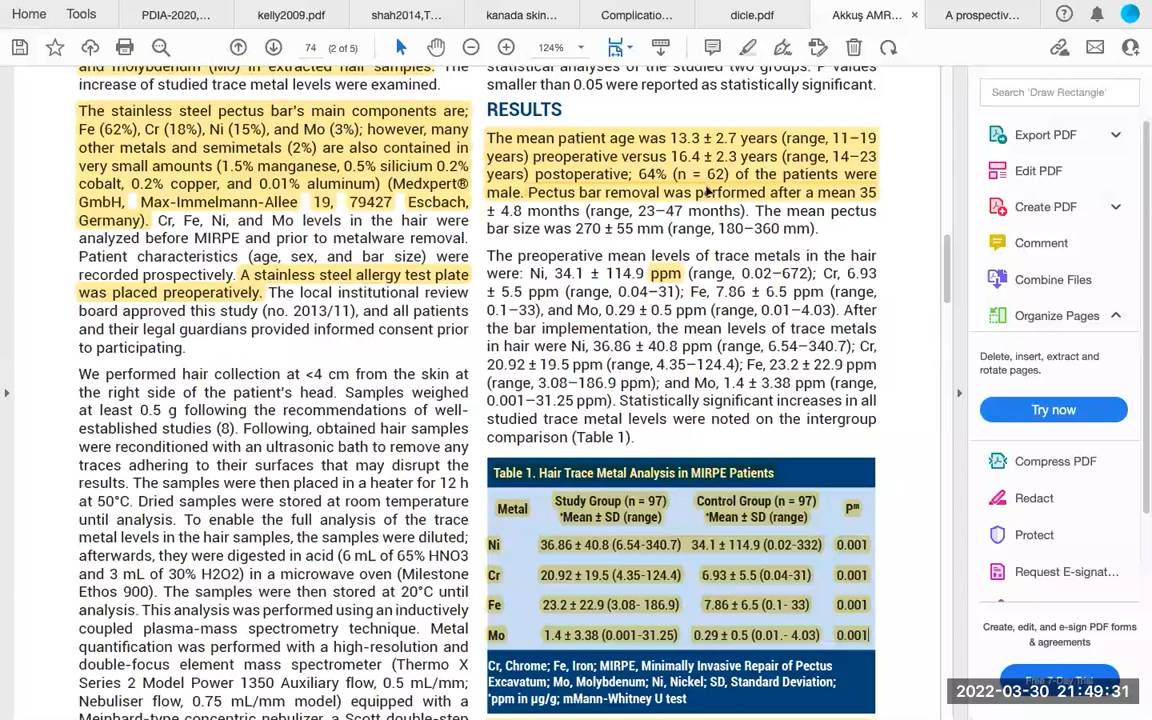 Home
Tools
PDIA-2020,...
kelly2009.pdf
shah2014,T...
kanada skin...
Complicatio...
dicle.pdf
Akkuş AMR...
×
A prospectiv...
74
(2 of 5)
124%
and molybdenum (Mo) in extracted hair samples. The
increase of studied trace metal levels were examined.
The stainless steel pectus bar's main components are;
Fe (62%), Cr (18%), Ni (15%), and Mo (3%); however, many
other metals and semimetals (2%) are also contained in
very small amounts (1.5% manganese, 0.5% silicium 0.2%
cobalt, 0.2% copper, and 0.01% aluminum) (Medxpert®
GmbH, Max-Immelmann-Allee 19, 79427 Escbach,
Germany). Cr, Fe, Ni, and Mo levels in the hair were
analyzed before MIRPE and prior to metalware removal.
Patient characteristics (age, sex, and bar size) were
recorded prospectively. A stainless steel allergy test plate
was placed preoperatively. The local institutional review
board approved this study (no. 2013/11), and all patients
and their legal guardians provided informed consent prior
to participating.
We performed hair collection at <4 cm from the skin at
the right side of the patient's head. Samples weighed
at least 0.5 g following the recommendations of well-
established studies (8). Following, obtained hair samples
were reconditioned with an ultrasonic bath to remove any
traces adhering to their surfaces that may disrupt the
results. The samples were then placed in a heater for 12 h
at 50°C. Dried samples were stored at room temperature
until analysis. To enable the full analysis of the trace
metal levels in the hair samples, the samples were diluted;
afterwards, they were digested in acid (6 mL of 65% HNO3
and 3 mL of 30% H2O2) in a microwave oven (Milestone
Ethos 900). The samples were then stored at 20°C until
analysis. This analysis was performed using an inductively
coupled plasma-mass spectrometry technique. Metal
quantification was performed with a high-resolution and
double-focus element mass spectrometer (Thermo X
Series 2 Model Power 1350 Auxiliary flow, 0.5 mL/mm;
Nebuliser flow, 0.75 mL/mm model) equipped with a
Meinhard-type concentric nebulizer, a Scott double-step
statistical analyses of the studied two groups. P values
smaller than 0.05 were reported as statistically significant.
RESULTS
The mean patient age was 13.3 ± 2.7 years (range, 11–19
years) preoperative versus 16.4 ± 2.3 years (range, 14–23
years) postoperative; 64% (n = 62) of the patients were
male. Pectus bar removal was performed after a mean 35
± 4.8 months (range, 23–47 months). The mean pectus
bar size was 270 ± 55 mm (range, 180–360 mm).
The preoperative mean levels of trace metals in the hair
were: Ni, 34.1 ± 114.9 ppm (range, 0.02–672); Cr, 6.93
± 5.5 ppm (range, 0.04–31); Fe, 7.86 ± 6.5 ppm (range,
0.1–33), and Mo, 0.29 ± 0.5 ppm (range, 0.01–4.03). After
the bar implementation, the mean levels of trace metals
in hair were Ni, 36.86 ± 40.8 ppm (range, 6.54–340.7); Cr,
20.92 ± 19.5 ppm (range, 4.35–124.4); Fe, 23.2 ± 22.9 ppm
(range, 3.08–186.9 ppm); and Mo, 1.4 ± 3.38 ppm (range,
0.001–31.25 ppm). Statistically significant increases in all
studied trace metal levels were noted on the intergroup
comparison (Table 1).
Table 1. Hair Trace Metal Analysis in MIRPE Patients
Metal Study Group (n = 97) *Mean ± SD (range) Control Group (n = 97) *Mean ± SD (range) Pᵐ
Ni 36.86 ± 40.8 (6.54-340.7) 34.1 ± 114.9 (0.02-332) 0.001
Cr 20.92 ± 19.5 (4.35-124.4) 6.93 ± 5.5 (0.04-31) 0.001
Fe 23.2 ± 22.9 (3.08- 186.9) 7.86 ± 6.5 (0.1- 33) 0.001
Mo 1.4 ± 3.38 (0.001-31.25) 0.29 ± 0.5 (0.01.- 4.03) 0.001
Cr, Chrome; Fe, Iron; MIRPE, Minimally Invasive Repair of Pectus
Excavatum; Mo, Molybdenum; Ni, Nickel; SD, Standard Deviation;
*ppm in µg/g; mMann-Whitney U test
Search 'Draw Rectangle'
Export PDF
Edit PDF
Create PDF
Comment
Combine Files
Organize Pages
Delete, insert, extract and
rotate pages.
Try now
Compress PDF
Redact
Protect
Request E-signat...
Create, edit, and e-sign PDF forms
& agreements
Free 7-Day Trial
2022-03-30 21:49:31